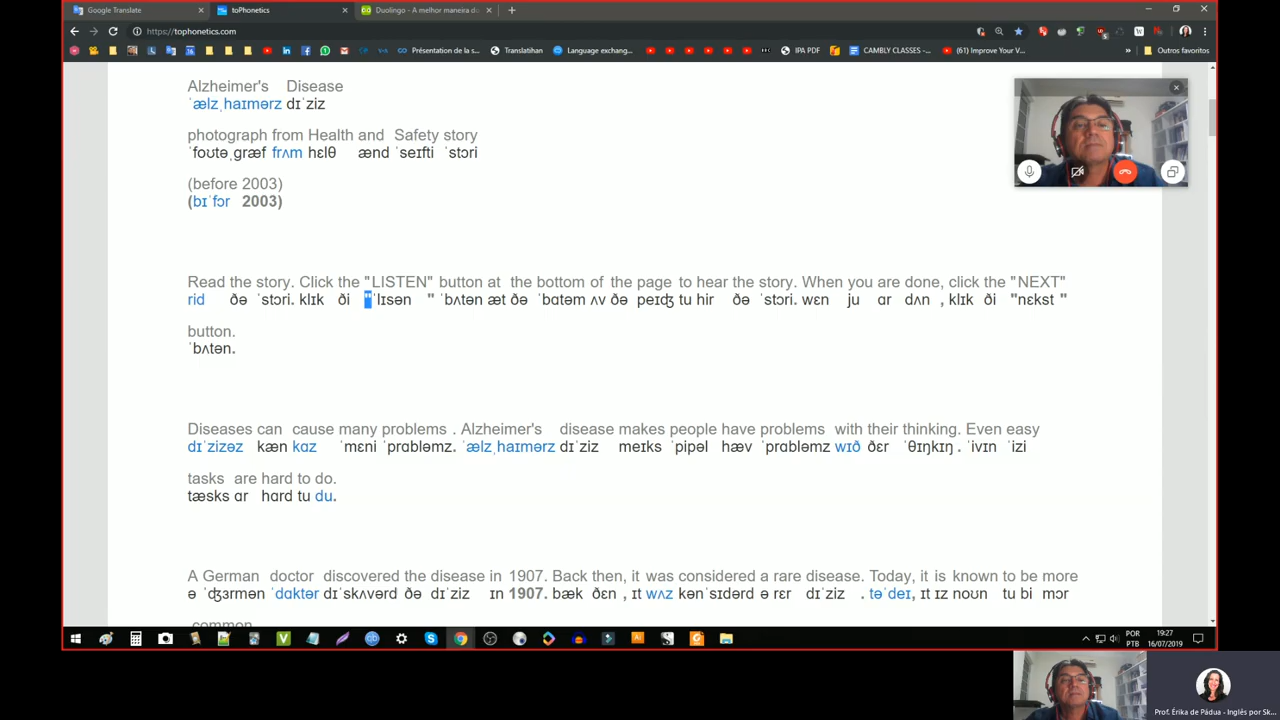 Google Translate
toPhonetics
Duolingo - A melhor maneira do
https://tophonetics.com
Présentation de la s...
Translatihan
Language exchang...
IPA PDF
CAMBLY CLASSES -...
(61) Improve Your V...
Outros favoritos
Alzheimer's Disease
ˈælzˌhaɪmərz dɪˈziz
photograph from Health and Safety story
ˈfoʊtəˌgræf frʌm hɛlθ ænd ˈseɪfti ˈstɔri
(before 2003)
(bɪˈfɔr 2003)
Read the story. Click the "LISTEN" button at the bottom of the page to hear the story. When you are done, click the "NEXT"
rid ðə ˈstɔri. klɪk ði "ˈlɪsən " ˈbʌtən æt ðə ˈbɑtəm ʌv ðə peɪʤ tu hir ðə ˈstɔri. wɛn ju ɑr dʌn , klɪk ði "nɛkst "
button.
ˈbʌtən.
Diseases can cause many problems . Alzheimer's disease makes people have problems with their thinking. Even easy
dɪˈzizəz kæn kɑz ˈmɛni ˈprɑbləmz. ˈælzˌhaɪmərz dɪˈziz meɪks ˈpipəl hæv ˈprɑbləmz wɪð ðɛr ˈθɪŋkɪŋ . ˈivɪn izi
tasks are hard to do.
tæsks ɑr hɑrd tu du.
A German doctor discovered the disease in 1907. Back then, it was considered a rare disease. Today, it is known to be more
ə ˈʤɜrmən ˈdɑktər dɪˈskʌvərd ðə dɪˈziz ɪn 1907. bæk ðɛn , ɪt wʌz kənˈsɪdərd ə rɛr dɪˈziz . təˈdeɪ, ɪt ɪz noʊn tu bi mɔr
common
POR
PTB
19:27
16/07/2019
Prof. Érika de Pádua - Inglês por Sk...